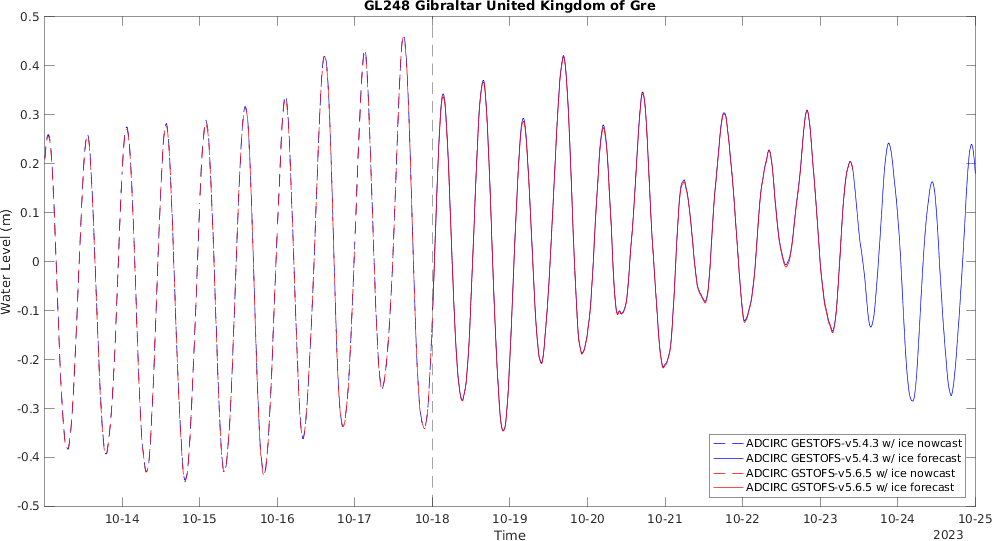 GL248 Gibraltar United Kingdom of Gre
0.5
0.4
0.3
0.2
0.1
0
-0.1
-0.2
-0.3
-0.4
-0.5
Water Level (m)
ADCIRC GESTOFS-v5.4.3 w/ ice nowcast
ADCIRC GESTOFS-v5.4.3 w/ ice forecast
ADCIRC GSTOFS-v5.6.5 w/ ice nowcast
ADCIRC GSTOFS-v5.6.5 w/ ice forecast
10-14 10-15 10-16 10-17 10-18 10-19 10-20 10-21 10-22 10-23 10-24 10-25
Time
2023